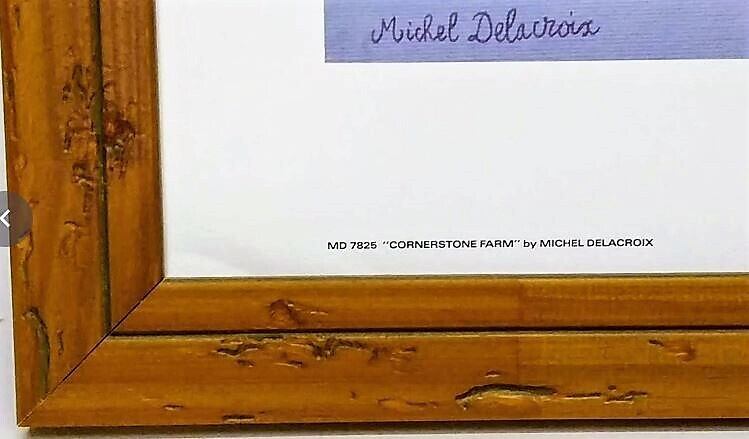 Michel Delacroix
MD 7825 "CORNERSTONE FARM" by MICHEL DELACROIX